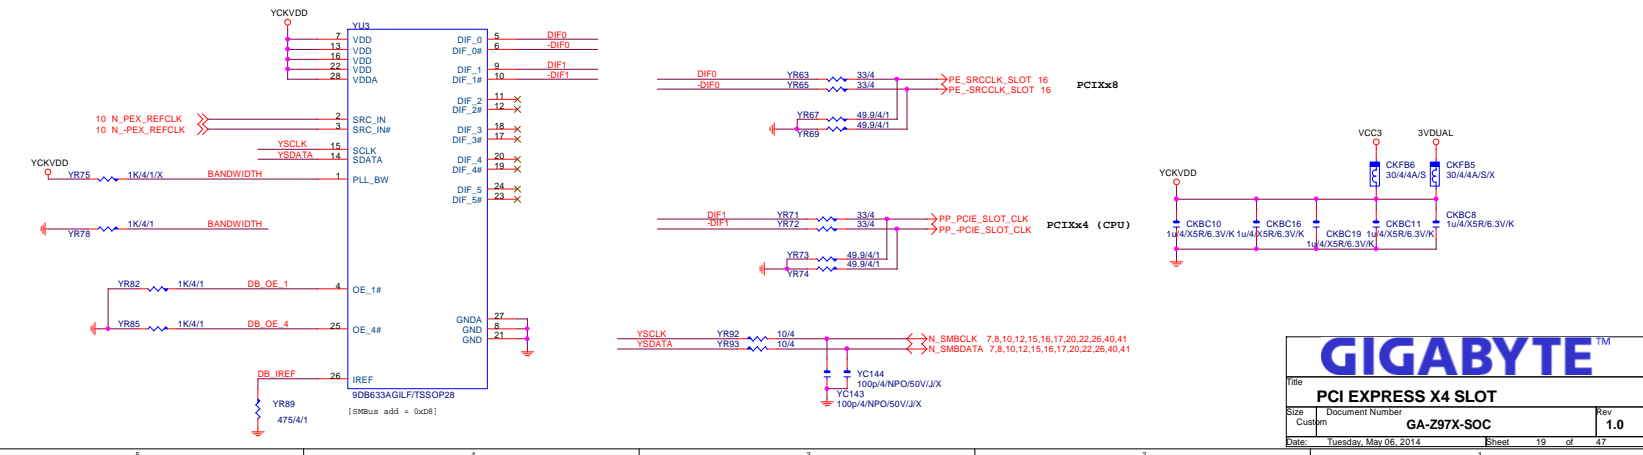 YCKVDD
YU3
7 VDD
13 VDD
16 VDD
22 VDD
28 VDDA
DIF_0 5 DIF0
DIF_0# 6 -DIF0
DIF_1 9 DIF1
DIF_1# 10 -DIF1
DIF_2 11
DIF_2# 12
DIF_3 18
DIF_3# 17
DIF_4 20
DIF_4# 19
DIF_5 24
DIF_5# 23
10 N_PEX_REFCLK 2 SRC_IN
10 N_-PEX_REFCLK 3 SRC_IN#
YSCLK 15 SCLK
YSDATA 14 SDATA
YCKVDD
YR75 1K/4/1/X BANDWIDTH 1 PLL_BW
YR78 1K/4/1 BANDWIDTH
YR82 1K/4/1 DB_OE_1 4 OE_1#
YR85 1K/4/1 DB_OE_4 25 OE_4#
GNDA 27
GND 8
GND 21
DB_IREF 26 IREF
YR89
475/4/1
9DB633AGILF/TSSOP28
[SMBus add = 0xD8]
DIF0 YR63 33/4 PE_SRCCLK_SLOT 16
-DIF0 YR65 33/4 PE_-SRCCLK_SLOT 16
PCIXx8
YR67 49.9/4/1
YR69 49.9/4/1
DIF1 YR71 33/4 PP_PCIE_SLOT_CLK
-DIF1 YR72 33/4 PP_-PCIE_SLOT_CLK
PCIXx4 (CPU)
YR73 49.9/4/1
YR74 49.9/4/1
YSCLK YR92 10/4 N_SMBCLK 7,8,10,12,15,16,17,20,22,26,40,41
YSDATA YR93 10/4 N_SMBDATA 7,8,10,12,15,16,17,20,22,26,40,41
YC144
100p/4/NPO/50V/J/X
YC143
100p/4/NPO/50V/J/X
VCC3 3VDUAL
CKFB6 CKFB5
30/4/4A/S 30/4/4A/S/X
YCKVDD
CKBC10 CKBC16 CKBC11 CKBC8
1u/4/X5R/6.3V/K 1u/4/X5R/6.3V/K 1u/4/X5R/6.3V/K 1u/4/X5R/6.3V/K
CKBC19
1u/4/X5R/6.3V/K
GIGABYTE™
Title
PCI EXPRESS X4 SLOT
Size Document Number Rev
Custom GA-Z97X-SOC 1.0
Date: Tuesday, May 06, 2014 Sheet 19 of 47
5 4 3 2 1